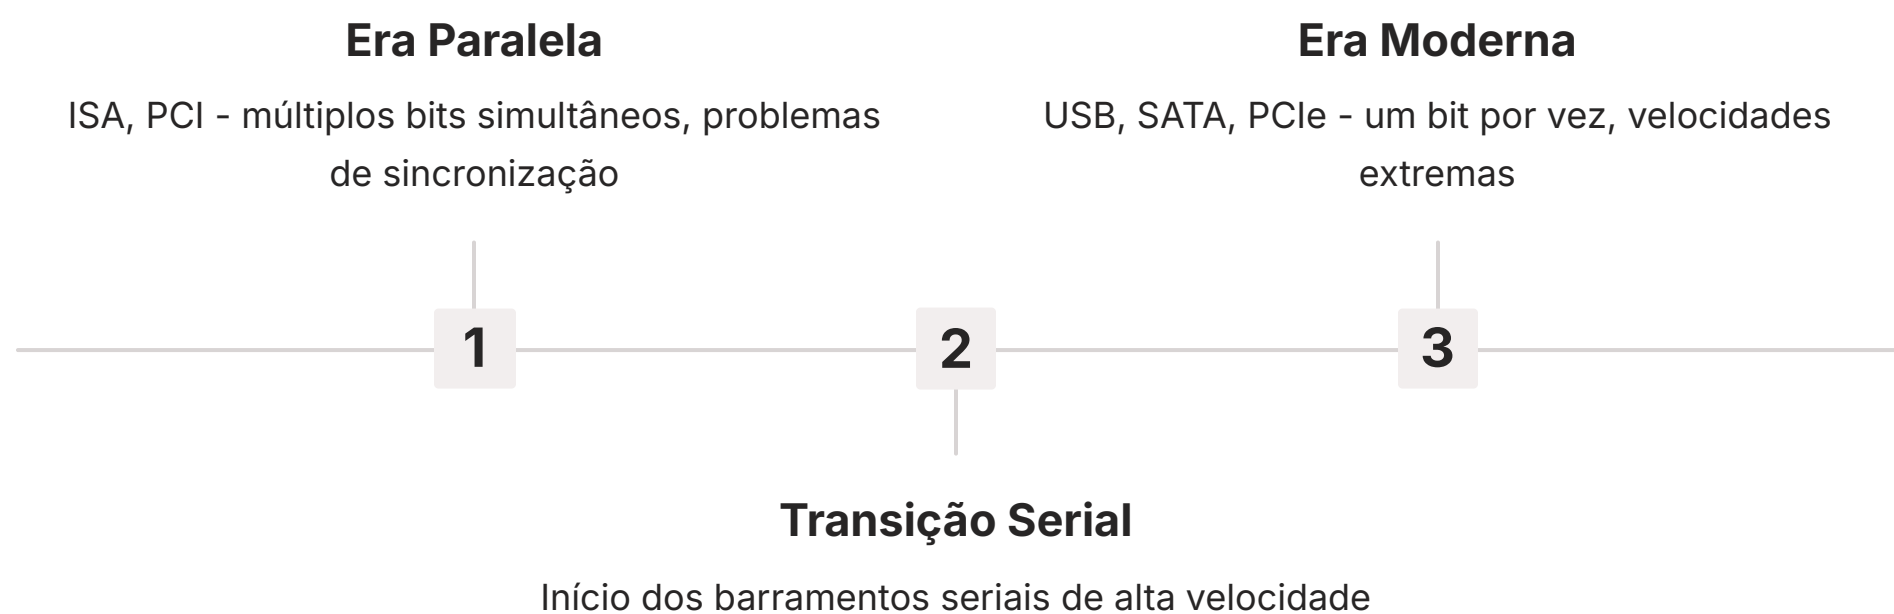 Era Paralela
ISA, PCI - múltiplos bits simultâneos, problemas
de sincronização
Era Moderna
USB, SATA, PCIe - um bit por vez, velocidades
extremas
1
2
3
Transição Serial
Início dos barramentos seriais de alta velocidade